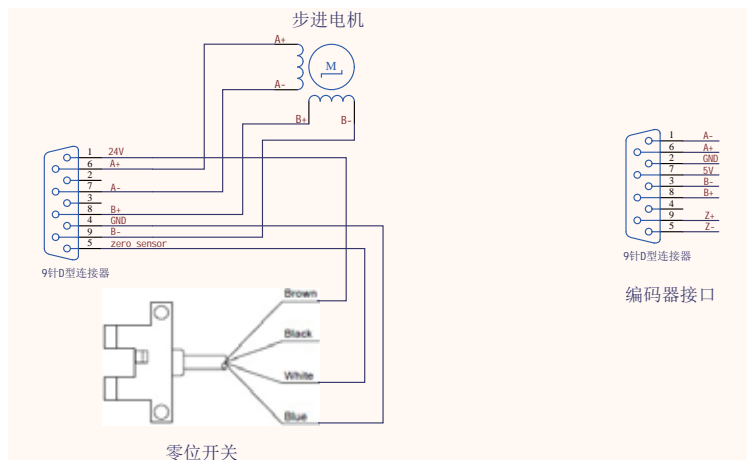 步进电机
A+
M
A-
B+
B-
1 24V
6 A+
2
7 A-
3
8 B+
4 GND
9 B-
5 zero sensor
9针D型连接器
Brown
Black
White
Blue
零位开关
1 A-
6 A+
2 GND
7 5V
3 B-
8 B+
4
9 Z+
5 Z-
9针D型连接器
编码器接口